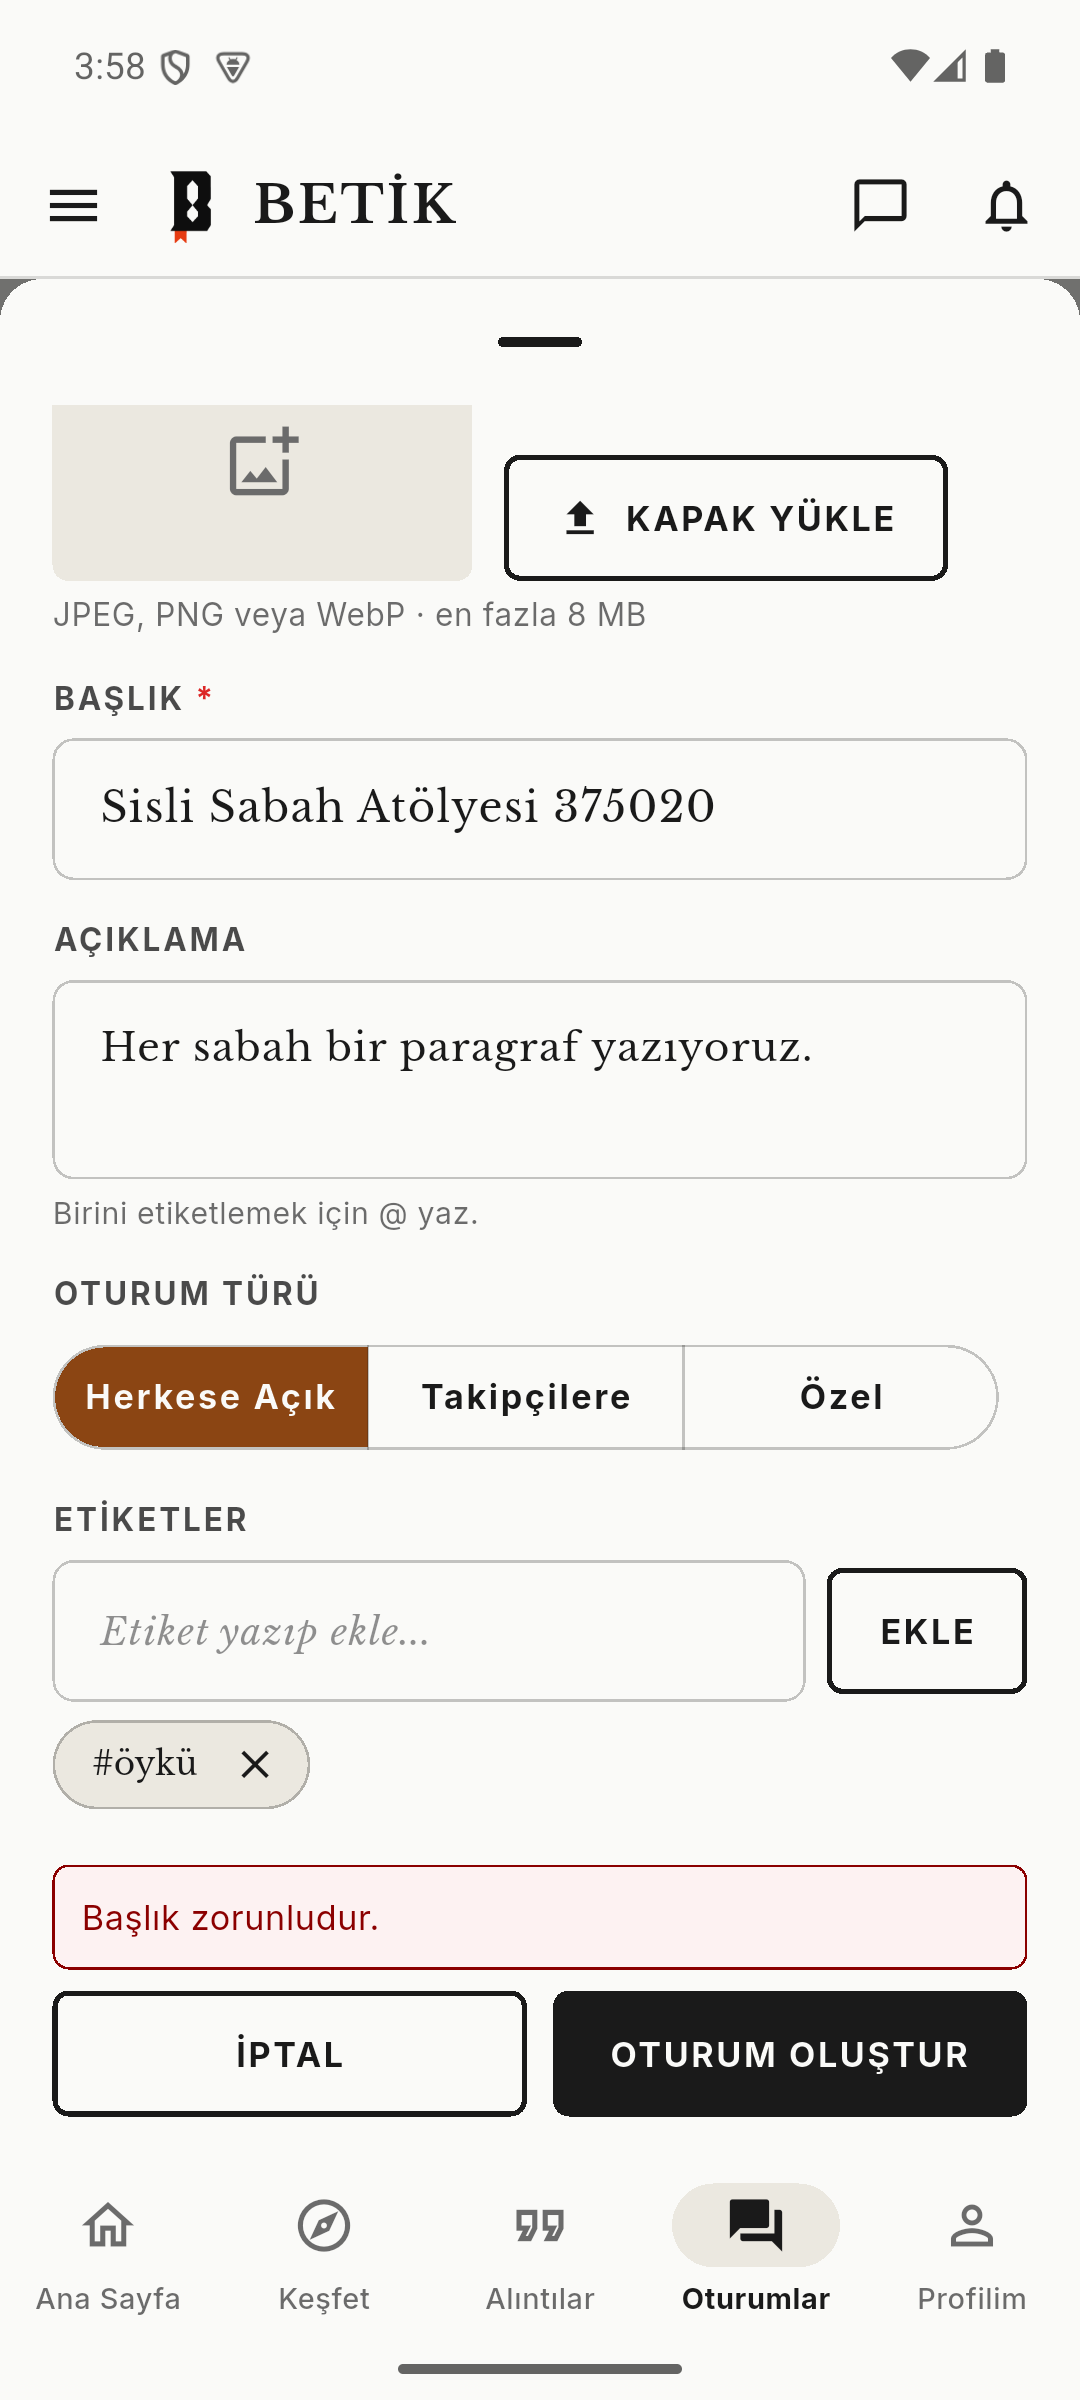 3:58
BETİK
KAPAK YÜKLE
JPEG, PNG veya WebP · en fazla 8 MB
BAŞLIK *
Sisli Sabah Atölyesi 375020
AÇIKLAMA
Her sabah bir paragraf yazıyoruz.
Birini etiketlemek için @ yaz.
OTURUM TÜRÜ
Herkese Açık Takipçilere Özel
ETİKETLER
Etiket yazıp ekle... EKLE
#öykü
Başlık zorunludur.
İPTAL OTURUM OLUŞTUR
Ana Sayfa Keşfet Alıntılar Oturumlar Profilim